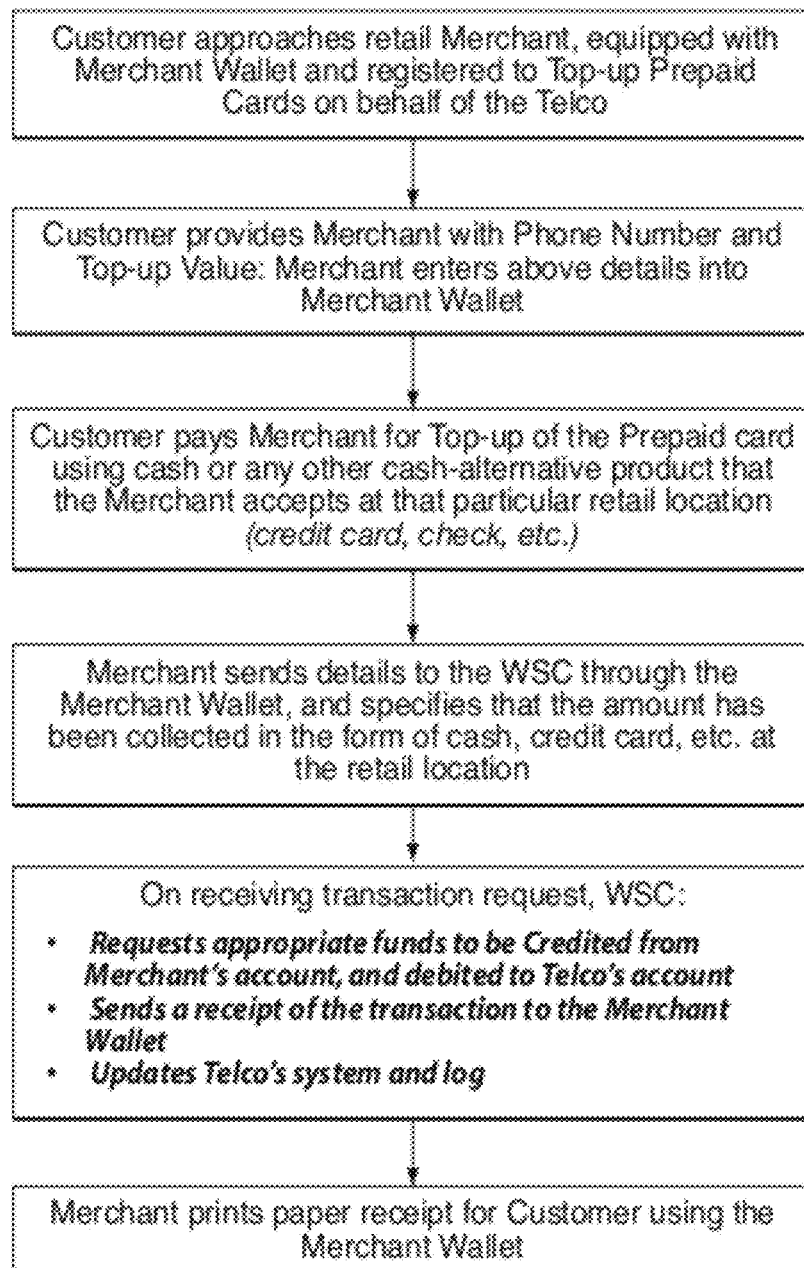 Customer approaches retail Merchant, equipped with
Merchant Wallet and registered to Top-up Prepaid
Cards on behalf of the Telco
Customer provides Merchant with Phone Number and
Top-up Value: Merchant enters above details into
Merchant Wallet
Customer pays Merchant for Top-up of the Prepaid card
using cash or any other cash-alternative product that
the Merchant accepts at that particular retail location
(credit card, check, etc.)
Merchant sends details to the WSC through the
Merchant Wallet, and specifies that the amount has
been collected in the form of cash, credit card, etc. at
the retail location
On receiving transaction request, WSC:
• Requests appropriate funds to be Credited from
Merchant's account, and debited to Telco's account
• Sends a receipt of the transaction to the Merchant
Wallet
• Updates Telco's system and log
Merchant prints paper receipt for Customer using the
Merchant Wallet